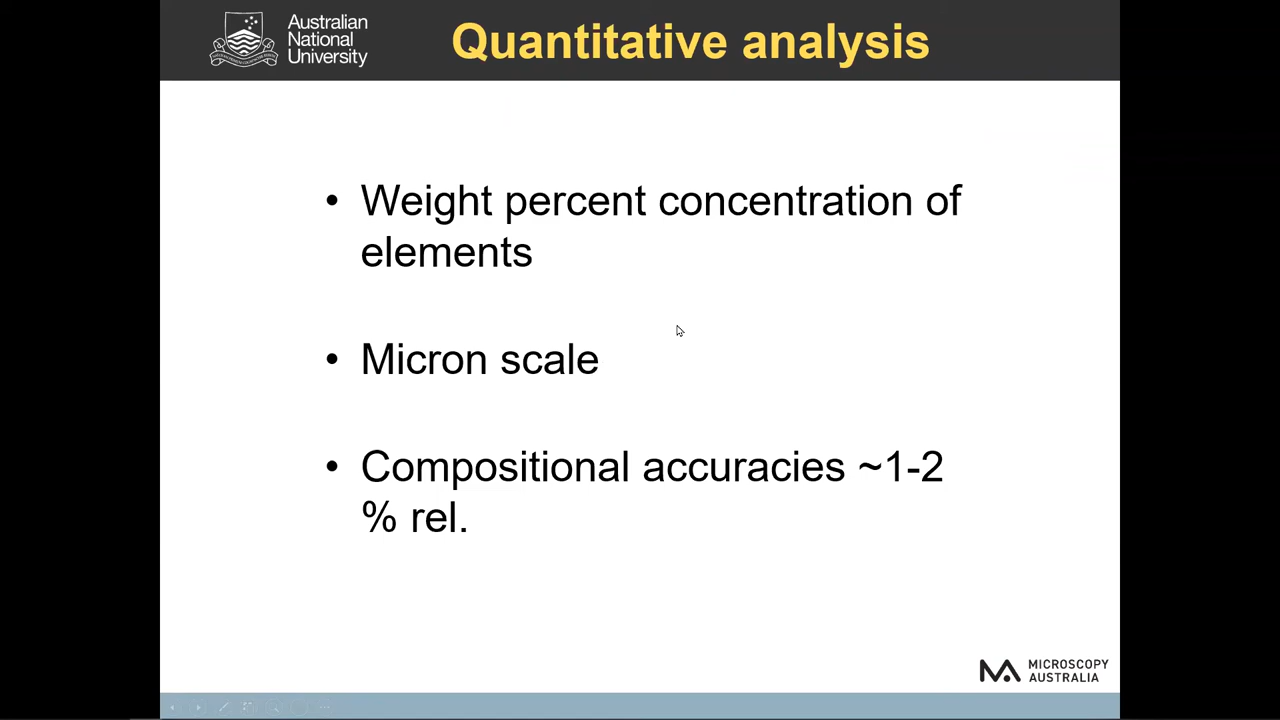 Australian
National
University
Quantitative analysis
• Weight percent concentration of
elements
• Micron scale
• Compositional accuracies ~1-2
% rel.
MICROSCOPY
AUSTRALIA